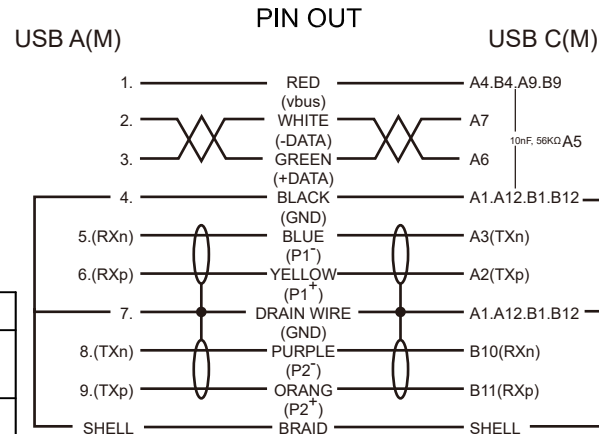 PIN OUT
USB A(M) USB C(M)
1. RED A4.B4.A9.B9
(vbus)
2. WHITE A7
(-DATA) 10nF, 56KΩ A5
3. GREEN A6
(+DATA)
4. BLACK A1.A12.B1.B12
(GND)
5.(RXn) BLUE A3(TXn)
(P1-)
6.(RXp) YELLOW A2(TXp)
(P1+)
7. DRAIN WIRE A1.A12.B1.B12
(GND)
8.(TXn) PURPLE B10(RXn)
(P2-)
9.(TXp) ORANG B11(RXp)
(P2+)
SHELL BRAID SHELL